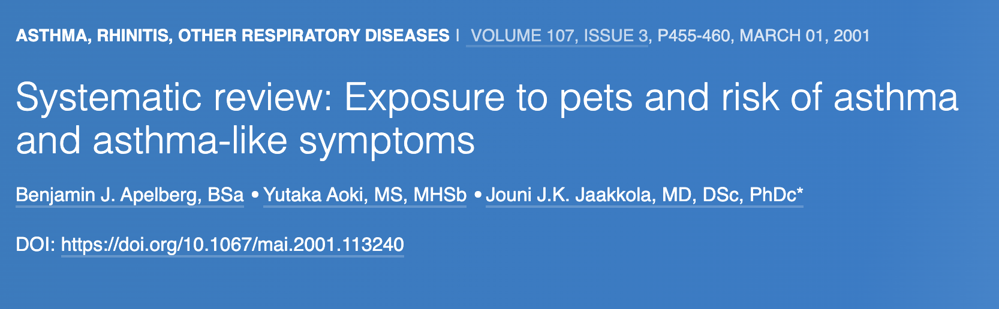 ASTHMA, RHINITIS, OTHER RESPIRATORY DISEASES | VOLUME 107, ISSUE 3, P455-460, MARCH 01, 2001
Systematic review: Exposure to pets and risk of asthma
and asthma-like symptoms
Benjamin J. Apelberg, BSa • Yutaka Aoki, MS, MHSb • Jouni J.K. Jaakkola, MD, DSc, PhDc*
DOI: https://doi.org/10.1067/mai.2001.113240